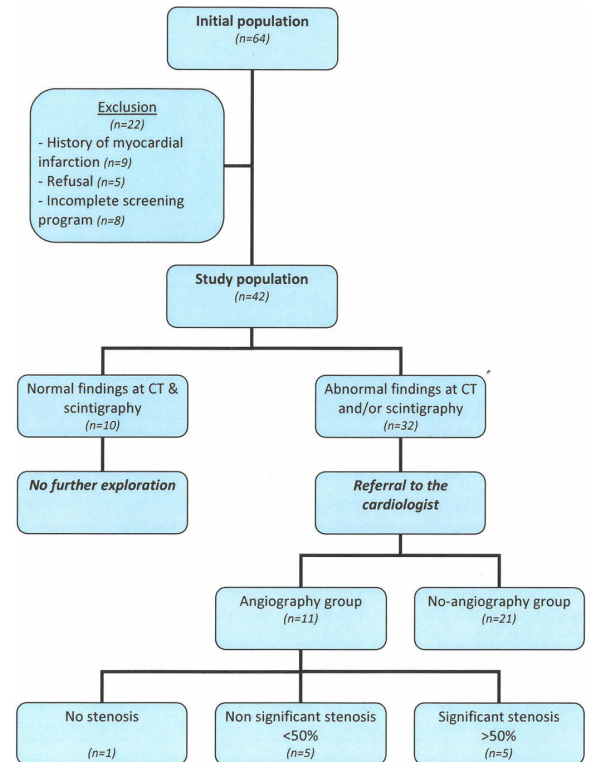 Initial population
(n=64)
Exclusion
(n=22)
- History of myocardial
infarction (n=9)
- Refusal (n=5)
- Incomplete screening
program (n=8)
Study population
(n=42)
Normal findings at CT &
scintigraphy
(n=10)
Abnormal findings at CT
and/or scintigraphy
(n=32)
No further exploration
Referral to the
cardiologist
Angiography group
(n=11)
No-angiography group
(n=21)
No stenosis
(n=1)
Non significant stenosis
<50%
(n=5)
Significant stenosis
>50%
(n=5)